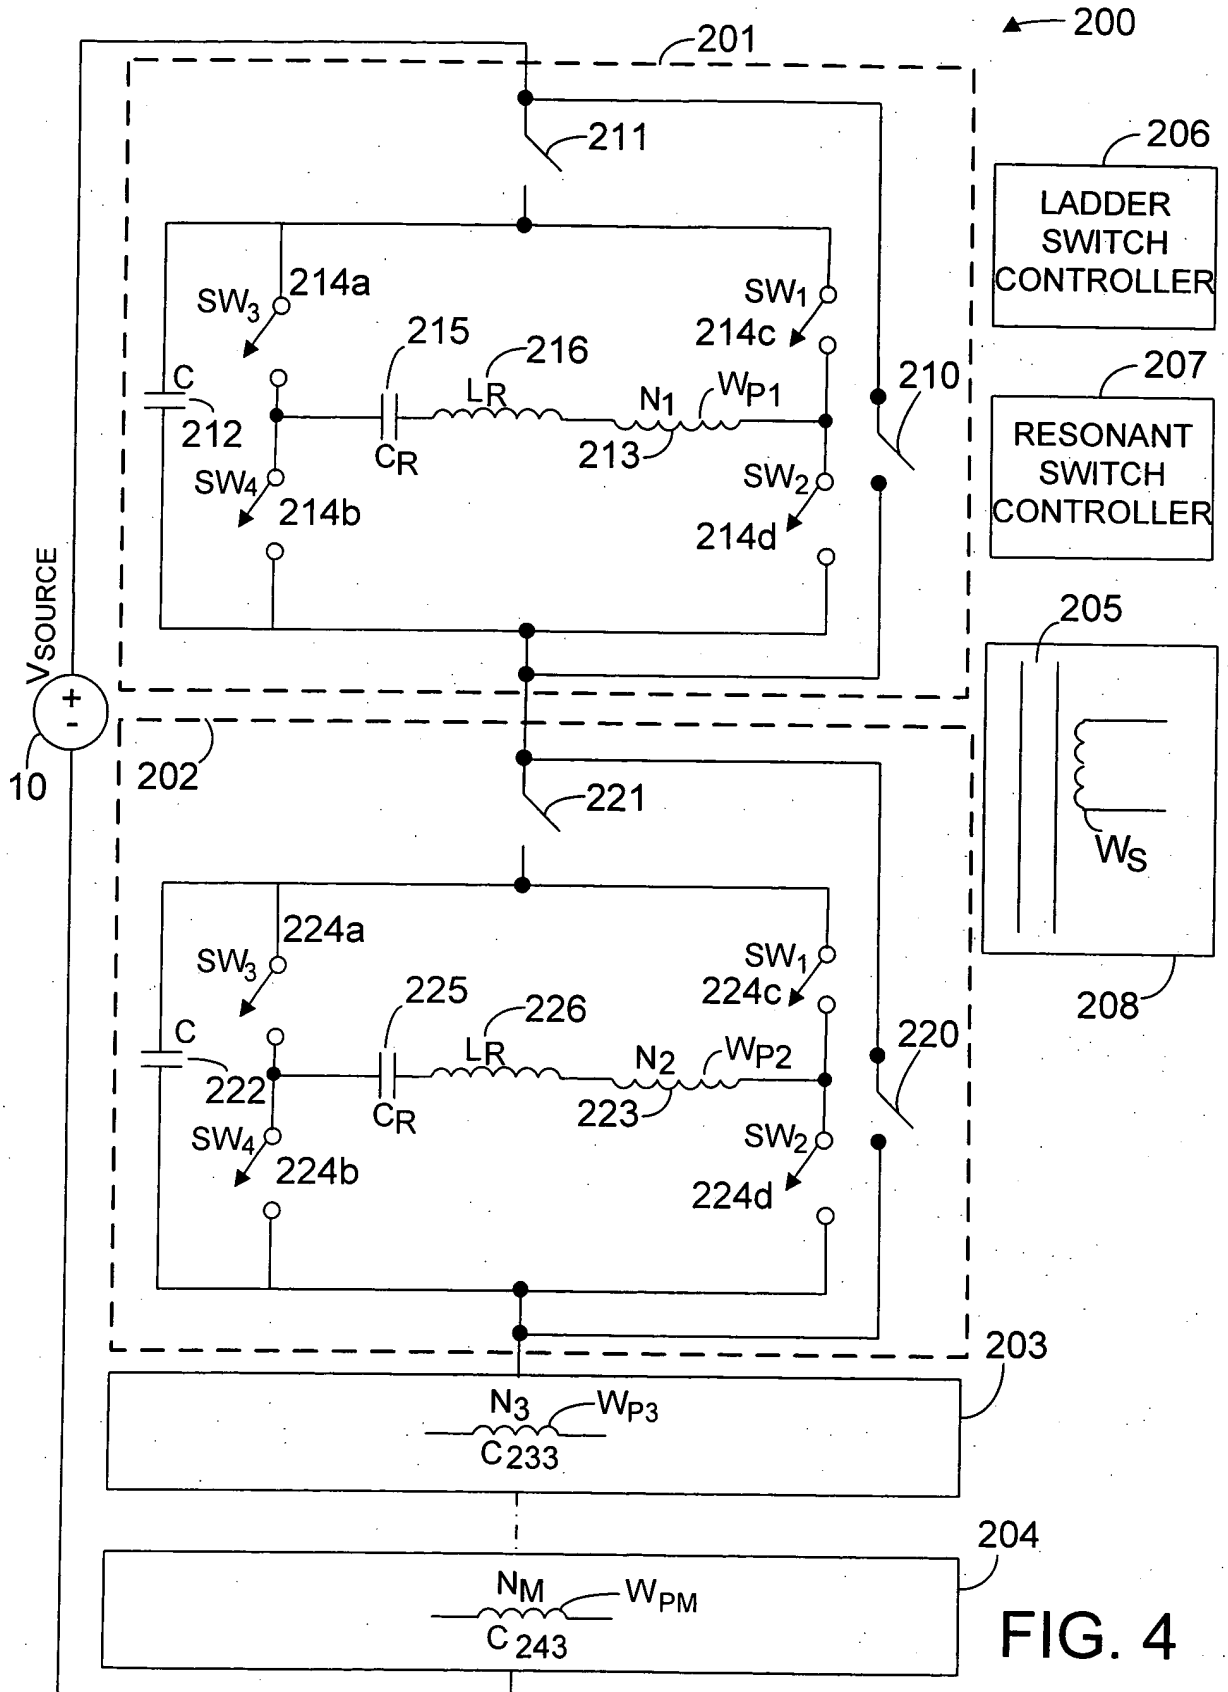 200
201
211
206
LADDER
SWITCH
CONTROLLER
214a
SW3
SW1
214c
215
216
LR
N1
WP1
210
207
RESONANT
SWITCH
CONTROLLER
C
212
CR
213
SW4
214b
SW2
214d
VSOURCE
+
-
10
205
WS
208
202
221
224a
SW3
SW1
224c
225
226
LR
N2
WP2
220
C
222
CR
223
SW4
224b
SW2
224d
203
N3
WP3
C233
204
NM
WPM
C243
FIG. 4